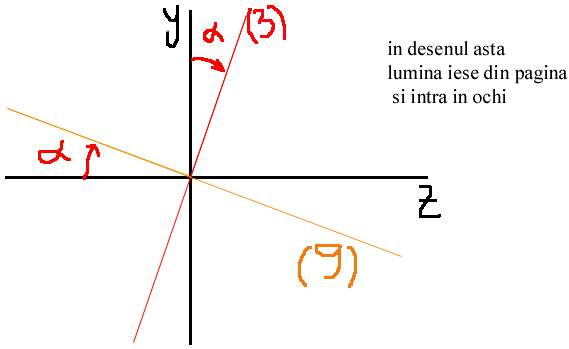 y
α
(3)
in desenul asta
lumina iese din pagina
si intra in ochi
α
z
(9)